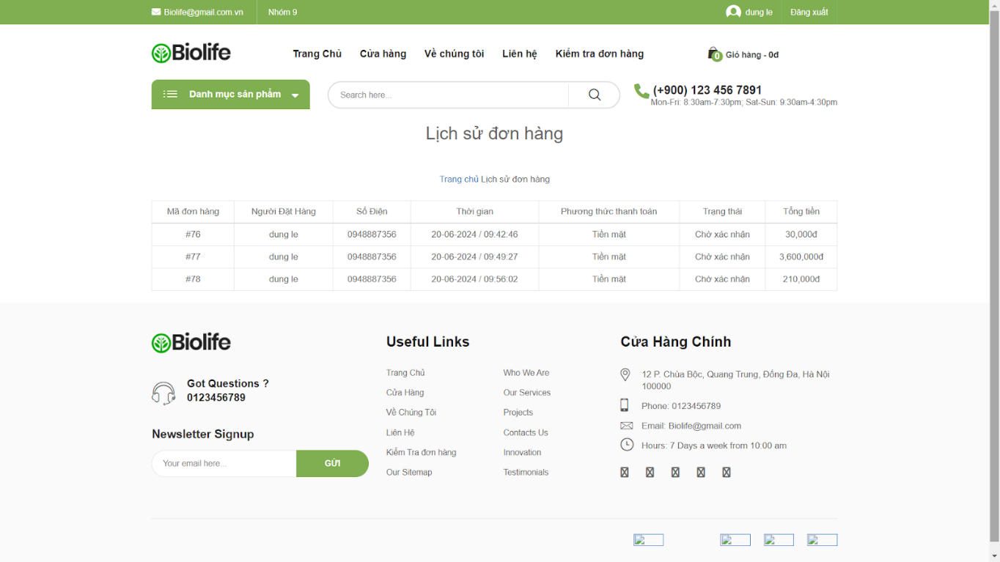 Biolife@gmail.com.vn Nhóm 9 dung le Đăng xuất
Biolife Trang Chủ Cửa hàng Về chúng tôi Liên hệ Kiểm tra đơn hàng 0 Giỏ hàng - 0đ
Danh mục sản phẩm Search here... (+900) 123 456 7891
Mon-Fri: 8:30am-7:30pm; Sat-Sun: 9:30am-4:30pm
Lịch sử đơn hàng
Trang chủ Lịch sử đơn hàng
Mã đơn hàng Người Đặt Hàng Số Điện Thời gian Phương thức thanh toán Trạng thái Tổng tiền
#76 dung le 0948887356 20-06-2024 / 09:42:46 Tiền mặt Chờ xác nhận 30,000đ
#77 dung le 0948887356 20-06-2024 / 09:49:27 Tiền mặt Chờ xác nhận 3,600,000đ
#78 dung le 0948887356 20-06-2024 / 09:56:02 Tiền mặt Chờ xác nhận 210,000đ
Biolife
Got Questions ?
0123456789
Newsletter Signup
Your email here... GỬI
Useful Links
Trang Chủ Who We Are
Cửa Hàng Our Services
Về Chúng Tôi Projects
Liên Hệ Contacts Us
Kiểm Tra đơn hàng Innovation
Our Sitemap Testimonials
Cửa Hàng Chính
12 P. Chùa Bộc, Quang Trung, Đống Đa, Hà Nội
100000
Phone: 0123456789
Email: Biolife@gmail.com
Hours: 7 Days a week from 10:00 am